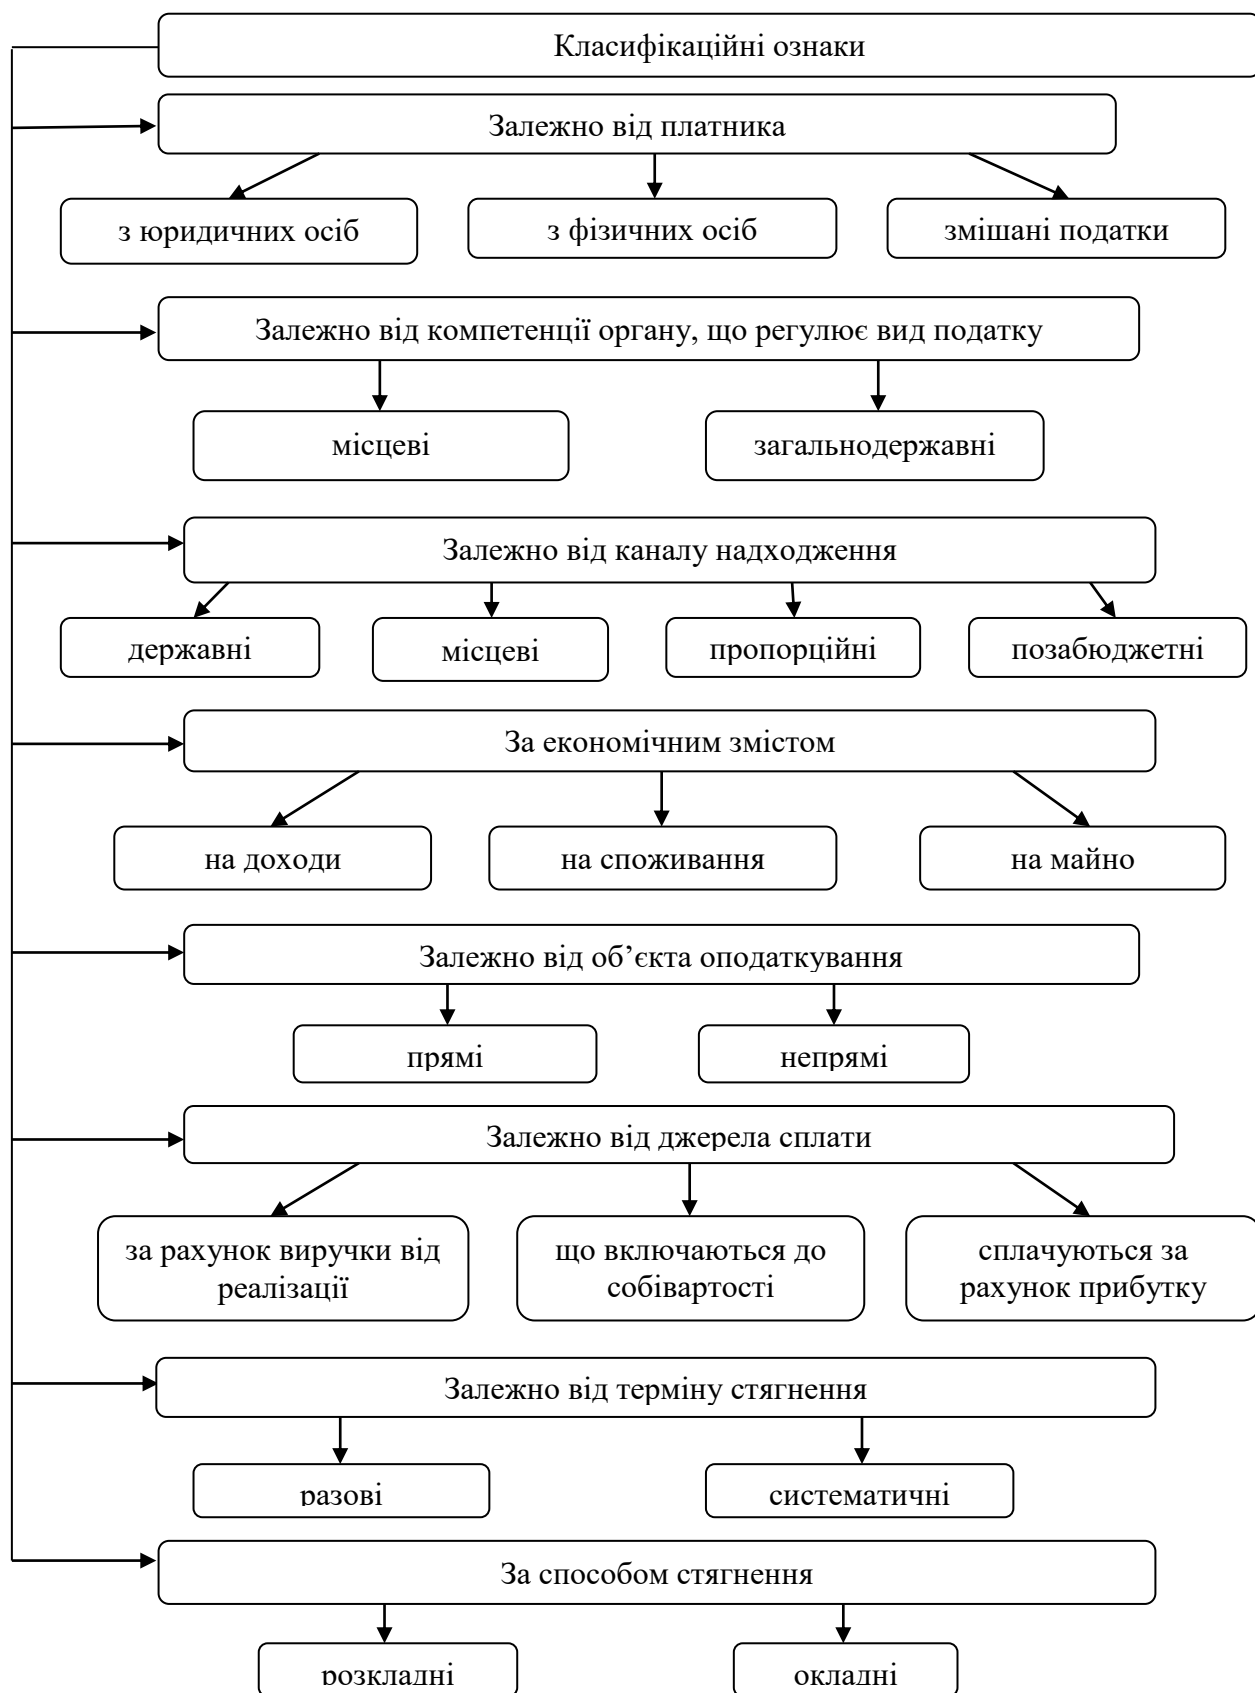 Класифікаційні ознаки
Залежно від платника
з юридичних осіб
з фізичних осіб
змішані податки
Залежно від компетенції органу, що регулює вид податку
місцеві
загальнодержавні
Залежно від каналу надходження
державні
місцеві
пропорційні
позабюджетні
За економічним змістом
на доходи
на споживання
на майно
Залежно від об’єкта оподаткування
прямі
непрямі
Залежно від джерела сплати
за рахунок виручки від
реалізації
що включаються до
собівартості
сплачуються за
рахунок прибутку
Залежно від терміну стягнення
разові
систематичні
За способом стягнення
розкладні
окладні